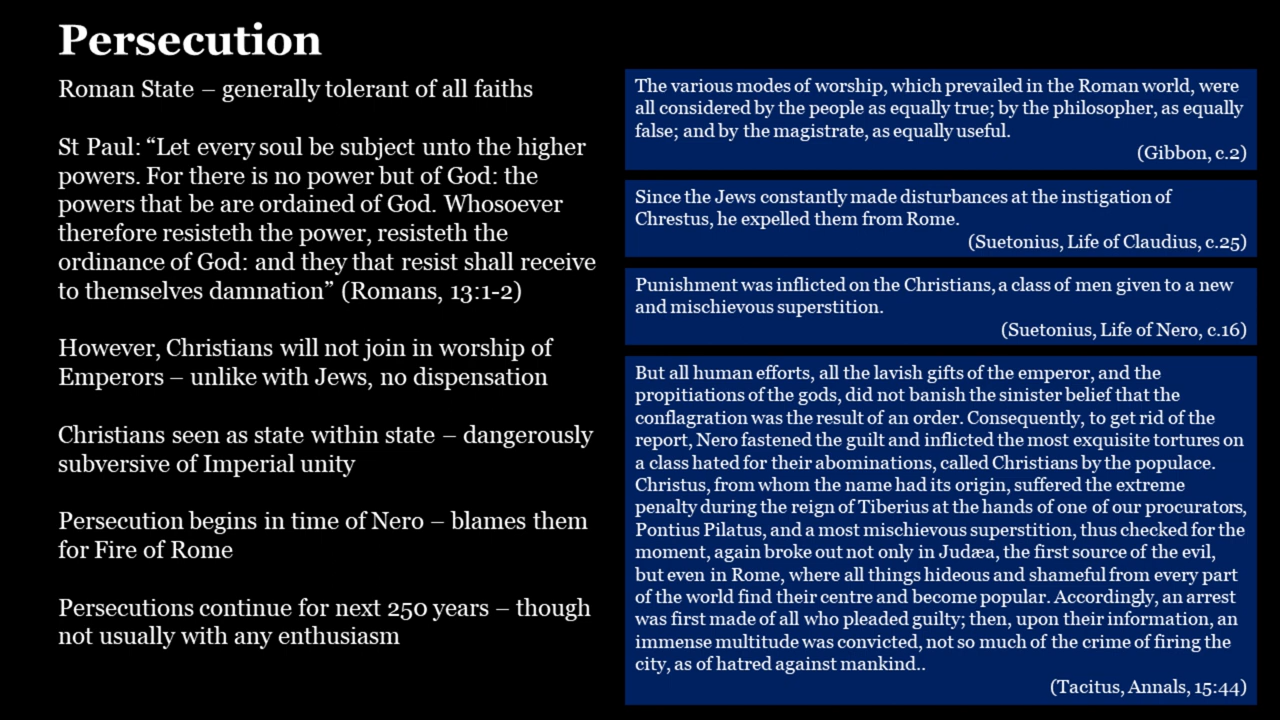 Persecution
Roman State – generally tolerant of all faiths
St Paul: “Let every soul be subject unto the higher
powers. For there is no power but of God: the
powers that be are ordained of God. Whosoever
therefore resisteth the power, resisteth the
ordinance of God: and they that resist shall receive
to themselves damnation” (Romans, 13:1-2)
However, Christians will not join in worship of
Emperors – unlike with Jews, no dispensation
Christians seen as state within state – dangerously
subversive of Imperial unity
Persecution begins in time of Nero – blames them
for Fire of Rome
Persecutions continue for next 250 years – though
not usually with any enthusiasm
The various modes of worship, which prevailed in the Roman world, were
all considered by the people as equally true; by the philosopher, as equally
false; and by the magistrate, as equally useful.
(Gibbon, c.2)
Since the Jews constantly made disturbances at the instigation of
Chrestus, he expelled them from Rome.
(Suetonius, Life of Claudius, c.25)
Punishment was inflicted on the Christians, a class of men given to a new
and mischievous superstition.
(Suetonius, Life of Nero, c.16)
But all human efforts, all the lavish gifts of the emperor, and the
propitiations of the gods, did not banish the sinister belief that the
conflagration was the result of an order. Consequently, to get rid of the
report, Nero fastened the guilt and inflicted the most exquisite tortures on
a class hated for their abominations, called Christians by the populace.
Christus, from whom the name had its origin, suffered the extreme
penalty during the reign of Tiberius at the hands of one of our procurators,
Pontius Pilatus, and a most mischievous superstition, thus checked for the
moment, again broke out not only in Judæa, the first source of the evil,
but even in Rome, where all things hideous and shameful from every part
of the world find their centre and become popular. Accordingly, an arrest
was first made of all who pleaded guilty; then, upon their information, an
immense multitude was convicted, not so much of the crime of firing the
city, as of hatred against mankind..
(Tacitus, Annals, 15:44)